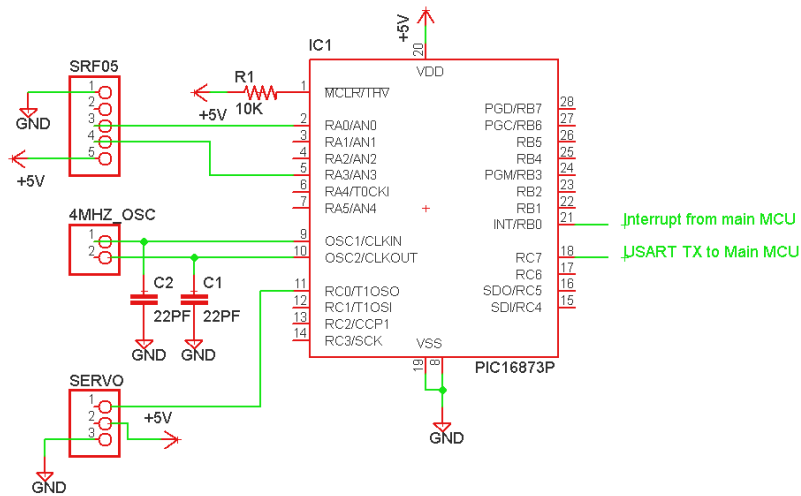 +5V
IC1
20
VDD
SRF05
1
2
3
4
5
GND
+5V
R1
10K
+5V
1
MCLR/THV
2
RA0/AN0
3
RA1/AN1
4
RA2/AN2
5
RA3/AN3
6
RA4/T0CKI
7
RA5/AN4
PGD/RB7
28
PGC/RB6
27
RB5
26
RB4
25
PGM/RB3
24
RB2
23
RB1
22
INT/RB0
21
Interrupt from main MCU
4MHZ_OSC
1
2
9
OSC1/CLKIN
10
OSC2/CLKOUT
RC7
18
USART TX to Main MCU
RC6
17
SDO/RC5
16
SDI/RC4
15
C2
22PF
GND
C1
22PF
GND
11
RC0/T1OSO
12
RC1/T1OSI
13
RC2/CCP1
14
RC3/SCK
VSS
19
8
PIC16873P
GND
SERVO
1
2
3
+5V
GND